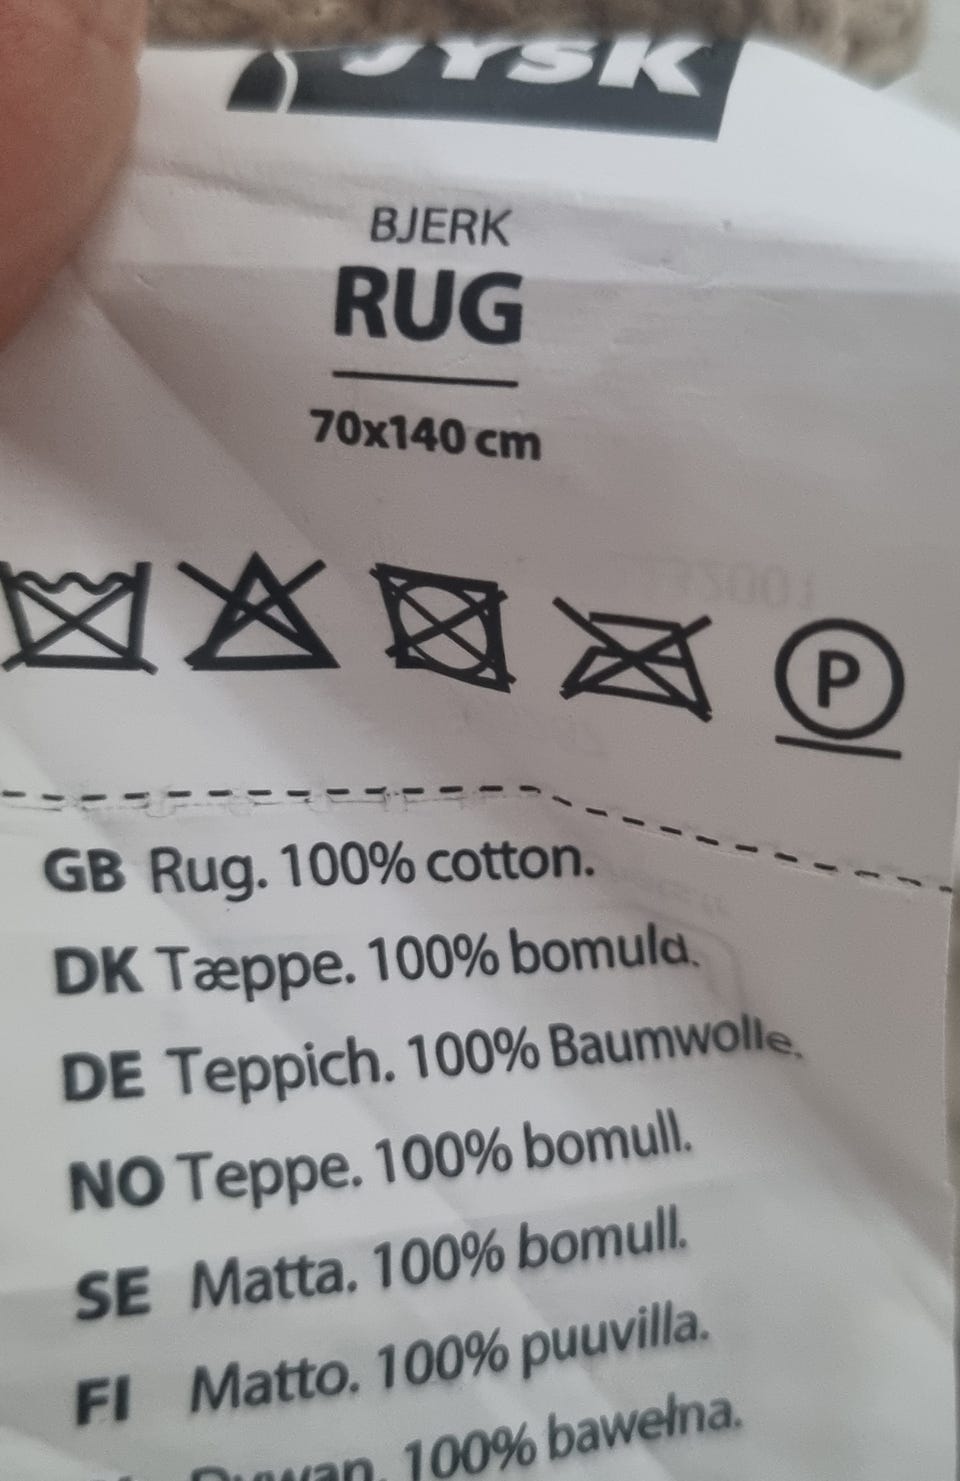 JYSK
BJERK
RUG
70x140 cm
P
GB Rug. 100% cotton.
DK Tæppe. 100% bomuld.
DE Teppich. 100% Baumwolle.
NO Teppe. 100% bomull.
SE Matta. 100% bomull.
FI Matto. 100% puuvilla.
Dywan. 100% bawełna.